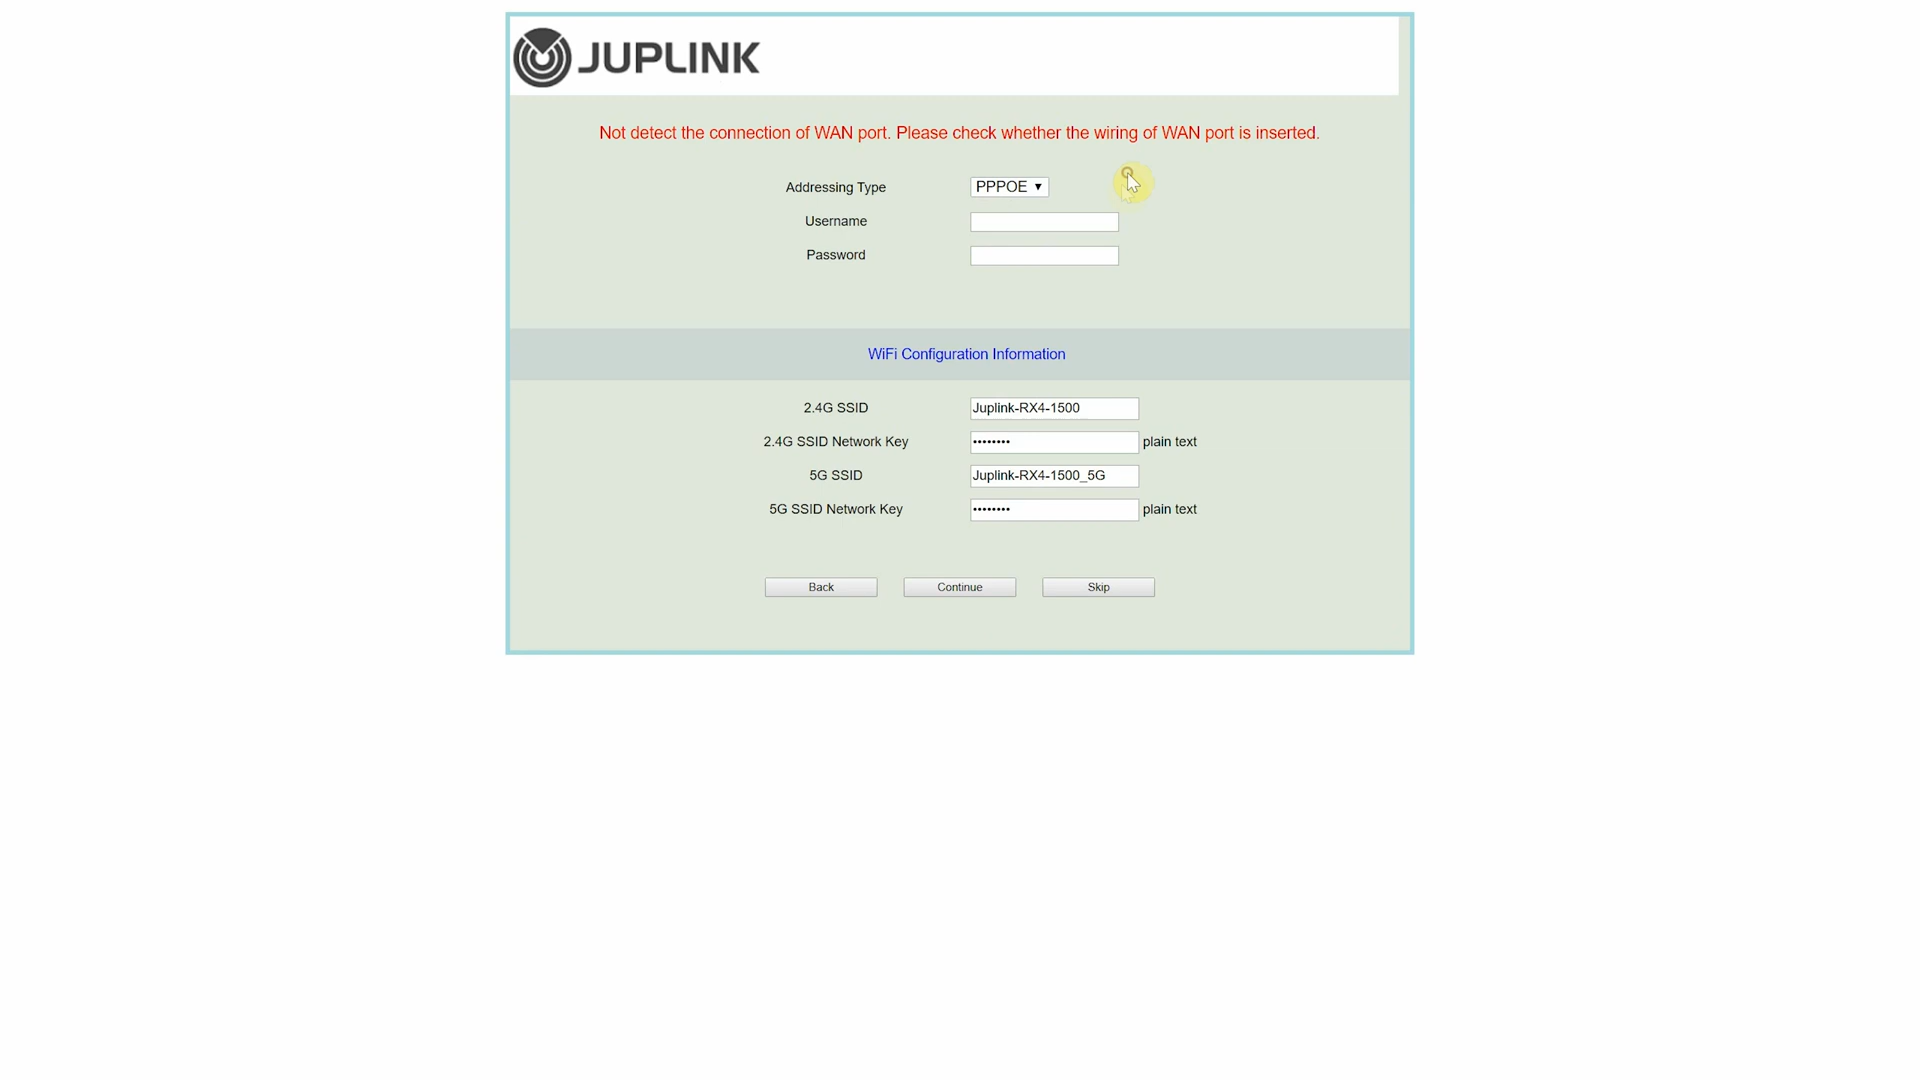 JUPLINK
Not detect the connection of WAN port. Please check whether the wiring of WAN port is inserted.
Addressing Type PPPOE
Username
Password
WiFi Configuration Information
2.4G SSID Juplink-RX4-1500
2.4G SSID Network Key •••••••• plain text
5G SSID Juplink-RX4-1500_5G
5G SSID Network Key •••••••• plain text
Back Continue Skip